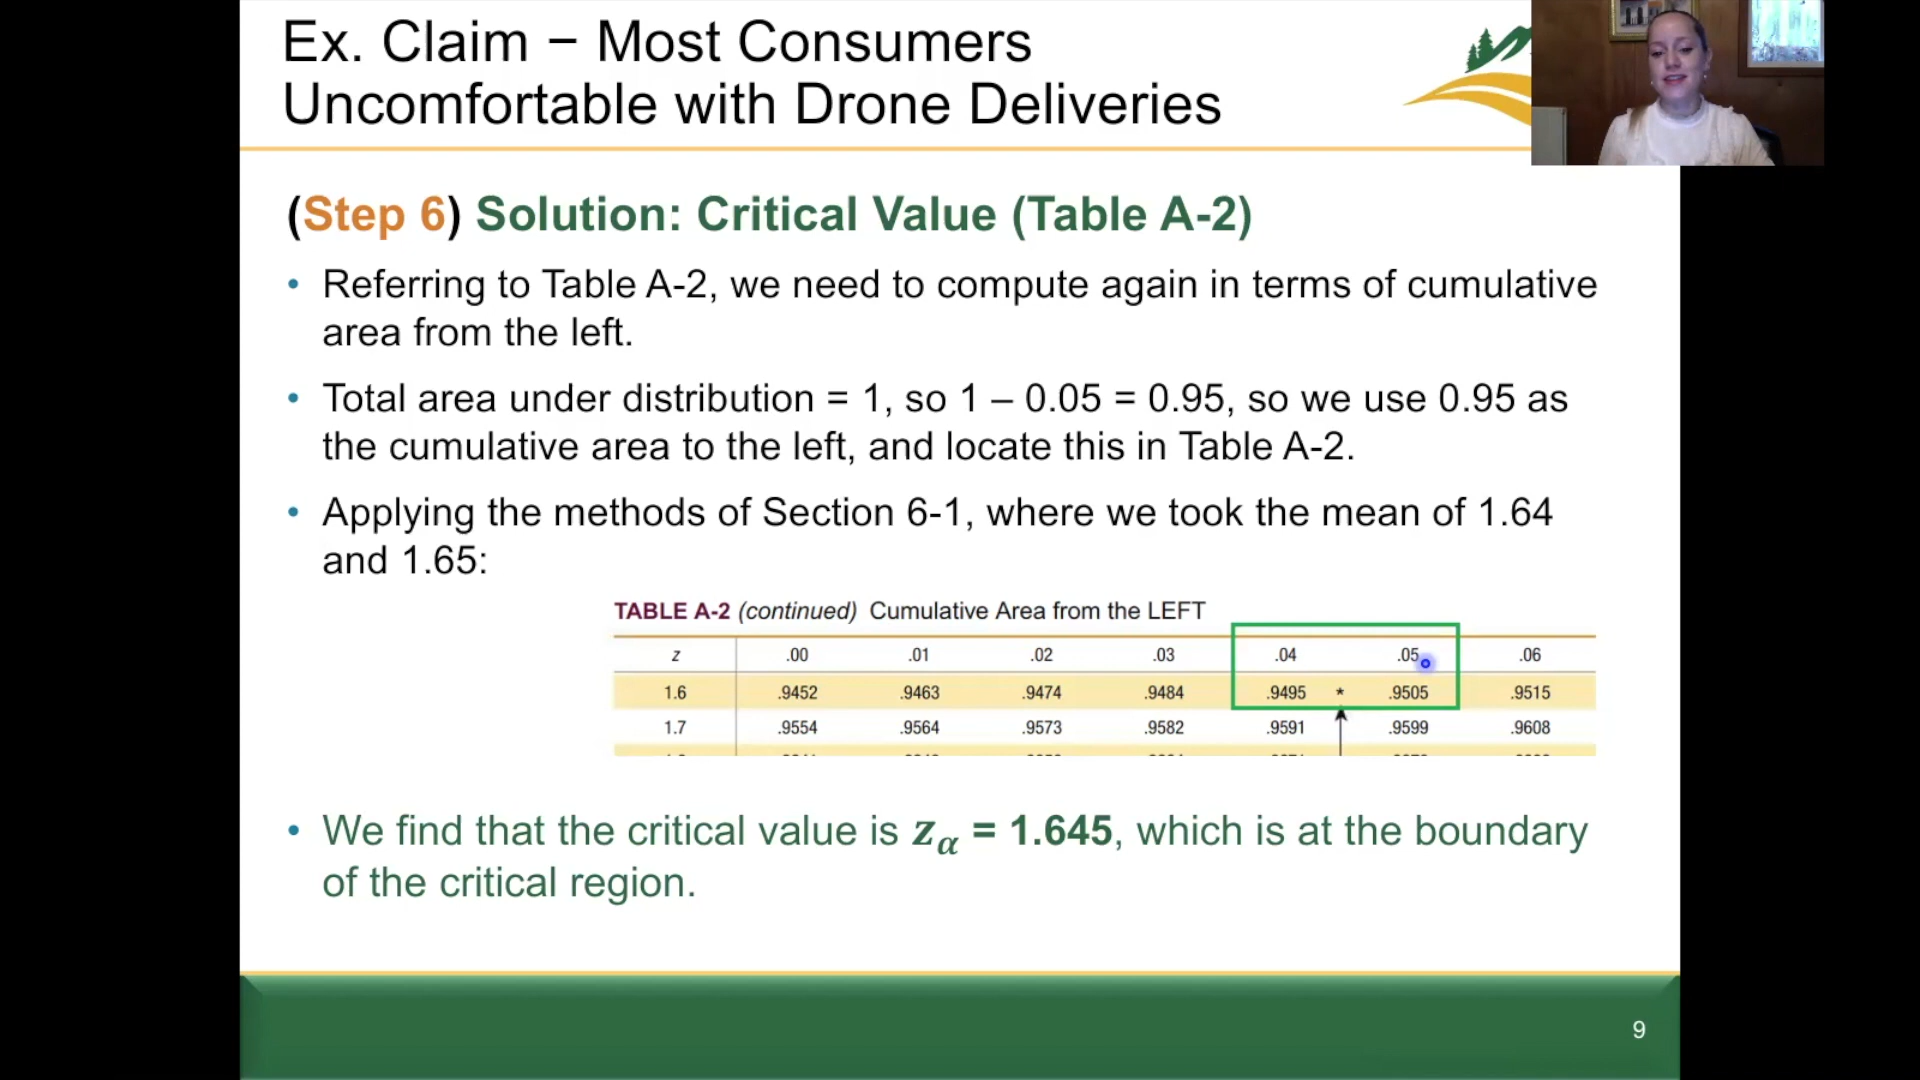 Ex. Claim − Most Consumers
Uncomfortable with Drone Deliveries
(Step 6) Solution: Critical Value (Table A-2)
• Referring to Table A-2, we need to compute again in terms of cumulative
area from the left.
• Total area under distribution = 1, so 1 – 0.05 = 0.95, so we use 0.95 as
the cumulative area to the left, and locate this in Table A-2.
• Applying the methods of Section 6-1, where we took the mean of 1.64
and 1.65:
TABLE A-2 (continued) Cumulative Area from the LEFT
z .00 .01 .02 .03 .04 .05 .06
1.6 .9452 .9463 .9474 .9484 .9495 * .9505 .9515
1.7 .9554 .9564 .9573 .9582 .9591 .9599 .9608
• We find that the critical value is zα = 1.645, which is at the boundary
of the critical region.
9